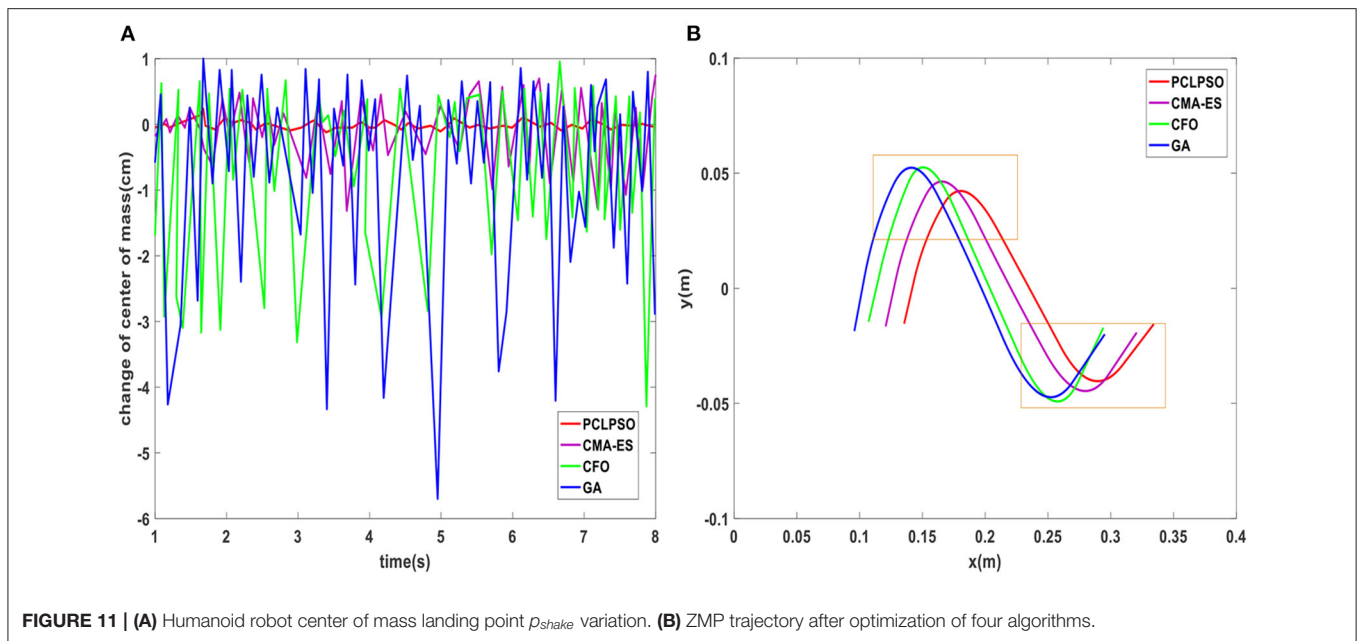 A
change of center of mass(cm)
1
0
-1
-2
-3
-4
-5
-6
1 2 3 4 5 6 7 8
time(s)
PCLPSO
CMA-ES
CFO
GA
B
y(m)
0.1
0.05
0
-0.05
-0.1
0 0.05 0.1 0.15 0.2 0.25 0.3 0.35 0.4
x(m)
PCLPSO
CMA-ES
CFO
GA
FIGURE 11 | (A) Humanoid robot center of mass landing point pshake variation. (B) ZMP trajectory after optimization of four algorithms.